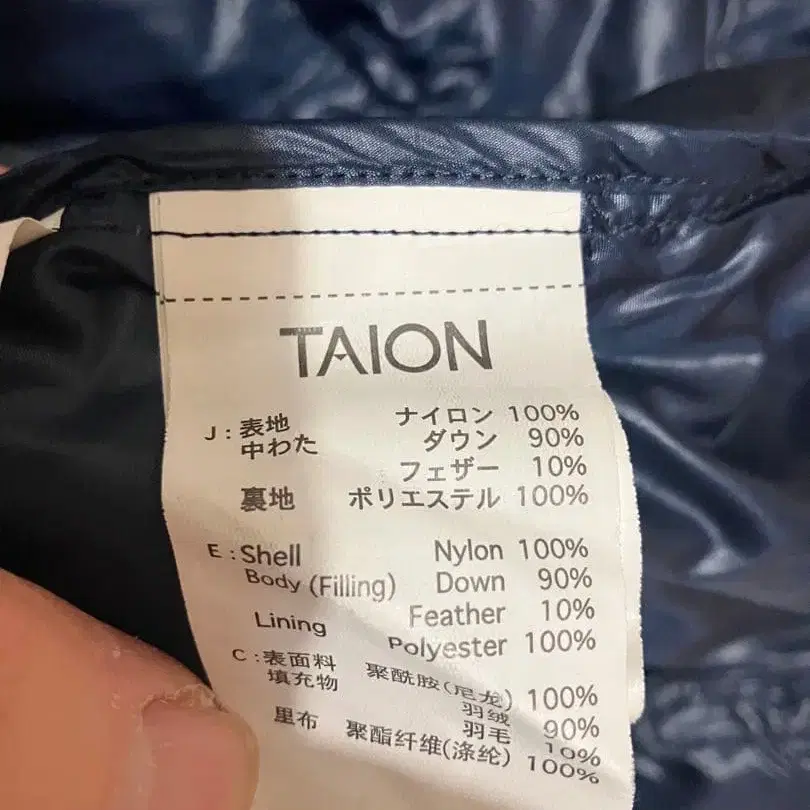 TAION
J : 表地 ナイロン 100%
中わた ダウン 90%
フェザー 10%
裏地 ポリエステル 100%
E : Shell Nylon 100%
Body (Filling) Down 90%
Feather 10%
Lining Polyester 100%
C : 表面料 聚酰胺(尼龙) 100%
填充物 羽绒 90%
羽毛 10%
里布 聚酯纤维(涤纶) 100%